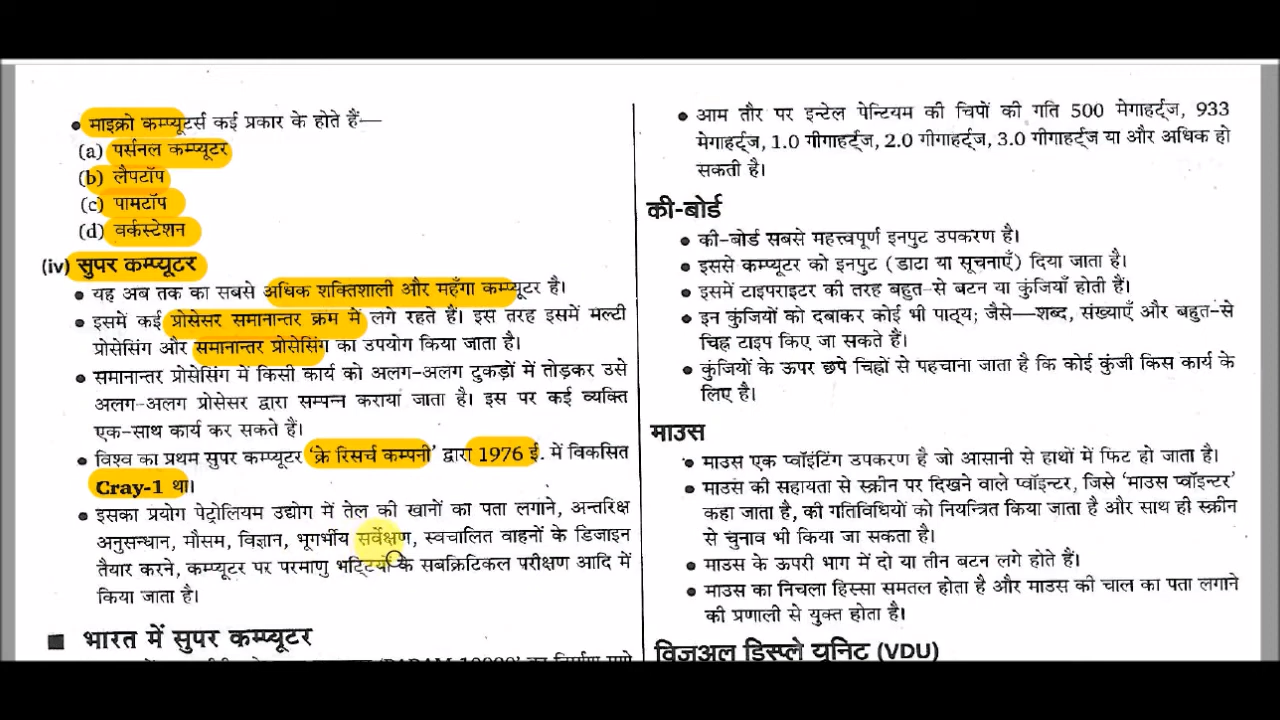 • माइक्रो कम्प्यूटर्स कई प्रकार के होते हैं—
(a) पर्सनल कम्प्यूटर
(b) लैपटॉप
(c) पामटॉप
(d) वर्कस्टेशन
(iv) सुपर कम्प्यूटर
• यह अब तक का सबसे अधिक शक्तिशाली और महँगा कम्प्यूटर है।
• इसमें कई प्रोसेसर समानान्तर क्रम में लगे रहते हैं। इस तरह इसमें मल्टी
प्रोसेसिंग और समानान्तर प्रोसेसिंग का उपयोग किया जाता है।
• समानान्तर प्रोसेसिंग में किसी कार्य को अलग-अलग टुकड़ों में तोड़कर उसे
अलग-अलग प्रोसेसर द्वारा सम्पन्न कराया जाता है। इस पर कई व्यक्ति
एक-साथ कार्य कर सकते हैं।
• विश्व का प्रथम सुपर कम्प्यूटर ‘क्रे रिसर्च कम्पनी’ द्वारा 1976 ई. में विकसित
Cray-1 था।
• इसका प्रयोग पेट्रोलियम उद्योग में तेल की खानों का पता लगाने, अन्तरिक्ष
अनुसन्धान, मौसम, विज्ञान, भूगर्भीय सर्वेक्षण, स्वचालित वाहनों के डिजाइन
तैयार करने, कम्प्यूटर पर परमाणु भट्टियों के सबक्रिटिकल परीक्षण आदि में
किया जाता है।
■ भारत में सुपर कम्प्यूटर
• आम तौर पर इन्टेल पेन्टियम की चिपों की गति 500 मेगाहर्ट्ज, 933
मेगाहर्ट्ज, 1.0 गीगाहर्ट्ज, 2.0 गीगाहर्ट्ज, 3.0 गीगाहर्ट्ज या और अधिक हो
सकती है।
की-बोर्ड
• की-बोर्ड सबसे महत्त्वपूर्ण इनपुट उपकरण है।
• इससे कम्प्यूटर को इनपुट (डाटा या सूचनाएँ) दिया जाता है।
• इसमें टाइपराइटर की तरह बहुत-से बटन या कुंजियाँ होती हैं।
• इन कुंजियों को दबाकर कोई भी पाठ्य; जैसे—शब्द, संख्याएँ और बहुत-से
चिह्न टाइप किए जा सकते हैं।
• कुंजियों के ऊपर छपे चिह्नों से पहचाना जाता है कि कोई कुंजी किस कार्य के
लिए है।
माउस
• माउस एक प्वॉइंटिंग उपकरण है जो आसानी से हाथों में फिट हो जाता है।
• माउस की सहायता से स्क्रीन पर दिखने वाले प्वॉइन्टर, जिसे ‘माउस प्वॉइन्टर’
कहा जाता है, की गतिविधियों को नियन्त्रित किया जाता है और साथ ही स्क्रीन
से चुनाव भी किया जा सकता है।
• माउस के ऊपरी भाग में दो या तीन बटन लगे होते हैं।
• माउस का निचला हिस्सा समतल होता है और माउस की चाल का पता लगाने
की प्रणाली से युक्त होता है।
विजुअल डिस्प्ले यूनिट (VDU)